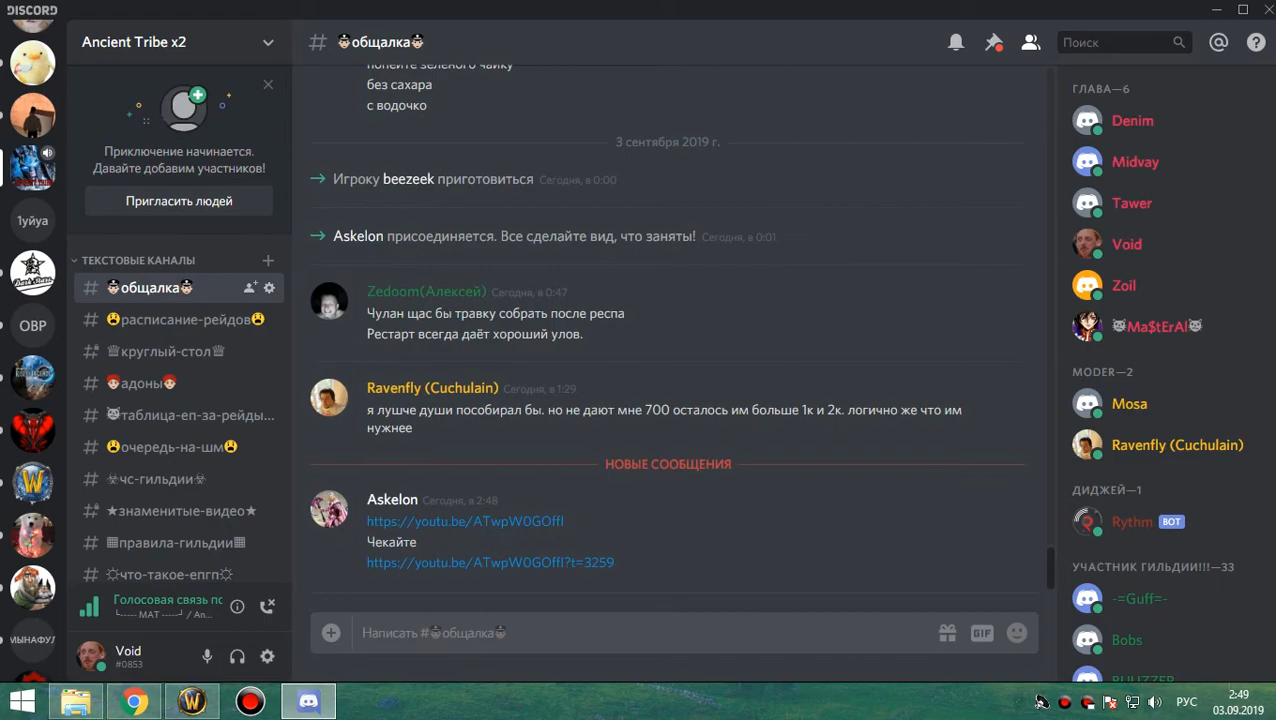 DISCORD
Ancient Tribe x2
Приключение начинается.
Давайте добавим участников!
Пригласить людей
ТЕКСТОВЫЕ КАНАЛЫ
общалка
расписание-рейдов
круглый-стол
адоны
таблица-еп-за-рейды...
очередь-на-шм
чс-гильдии
★знаменитые-видео★
правила-гильдии
что-такое-епгп
Голосовая связь пс
MAT -----┘ / An...
Void
#0853
1уйуа
OBP
МЫНАФУЛ
# общалка
Поиск
попейте зеленого чайку
без сахара
с водочко
3 сентября 2019 г.
Игроку beezeek приготовиться Сегодня, в 0:00
Askelon присоединяется. Все сделайте вид, что заняты! Сегодня, в 0:01
Zedoom(Алексей) Сегодня, в 0:47
Чулан щас бы травку собрать после респа
Рестарт всегда даёт хороший улов.
Ravenfly (Cuchulain) Сегодня, в 1:29
я лушче души пособирал бы. но не дают мне 700 осталось им больше 1к и 2к. логично же что им
нужнее
НОВЫЕ СООБЩЕНИЯ
Askelon Сегодня, в 2:48
https://youtu.be/ATwpW0GOffI
Чекайте
https://youtu.be/ATwpW0GOffI?t=3259
Написать # общалка
GIF
ГЛАВА—6
Denim
Midvay
Tawer
Void
Zoil
Ma$tErAl
MODER—2
Mosa
Ravenfly (Cuchulain)
ДИДЖЕЙ—1
Rythm BOT
УЧАСТНИК ГИЛЬДИИ!!!—33
-=Guff=-
Bobs
РУС
2:49
03.09.2019